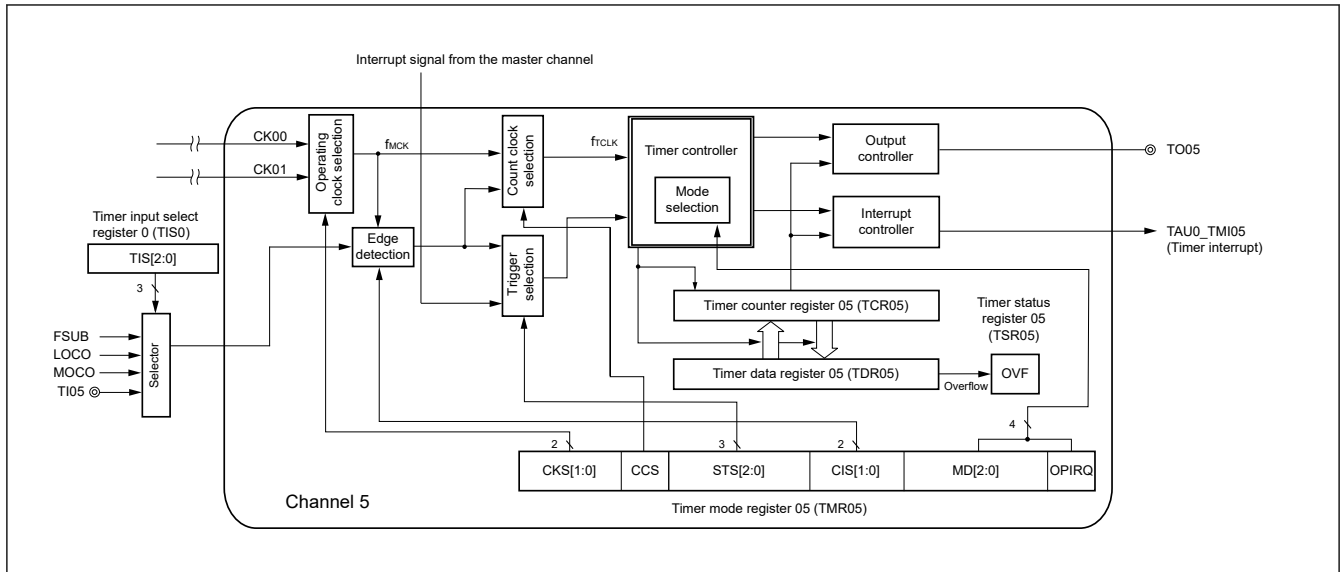 Interrupt signal from the master channel
CK00
CK01
Operating
clock selection
fMCK
Count clock
selection
fTCLK
Timer controller
Mode
selection
Output
controller
TO05
Interrupt
controller
TAU0_TMI05
(Timer interrupt)
Timer input select
register 0 (TIS0)
TIS[2:0]
3
Edge
detection
Trigger
selection
FSUB
LOCO
MOCO
TI05
Selector
Timer counter register 05 (TCR05)
Timer data register 05 (TDR05)
Timer status
register 05
(TSR05)
Overflow
OVF
2
3
2
4
CKS[1:0]
CCS
STS[2:0]
CIS[1:0]
MD[2:0]
OPIRQ
Channel 5
Timer mode register 05 (TMR05)